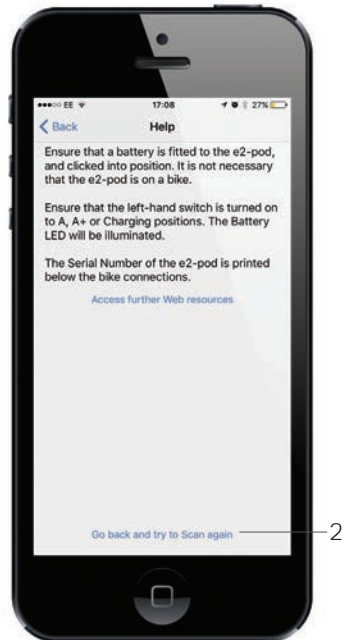 EE 17:08 27%
Back Help
Ensure that a battery is fitted to the e2-pod,
and clicked into position. It is not necessary
that the e2-pod is on a bike.
Ensure that the left-hand switch is turned on
to A, A+ or Charging positions. The Battery
LED will be illuminated.
The Serial Number of the e2-pod is printed
below the bike connections.
Access further Web resources
Go back and try to Scan again
2